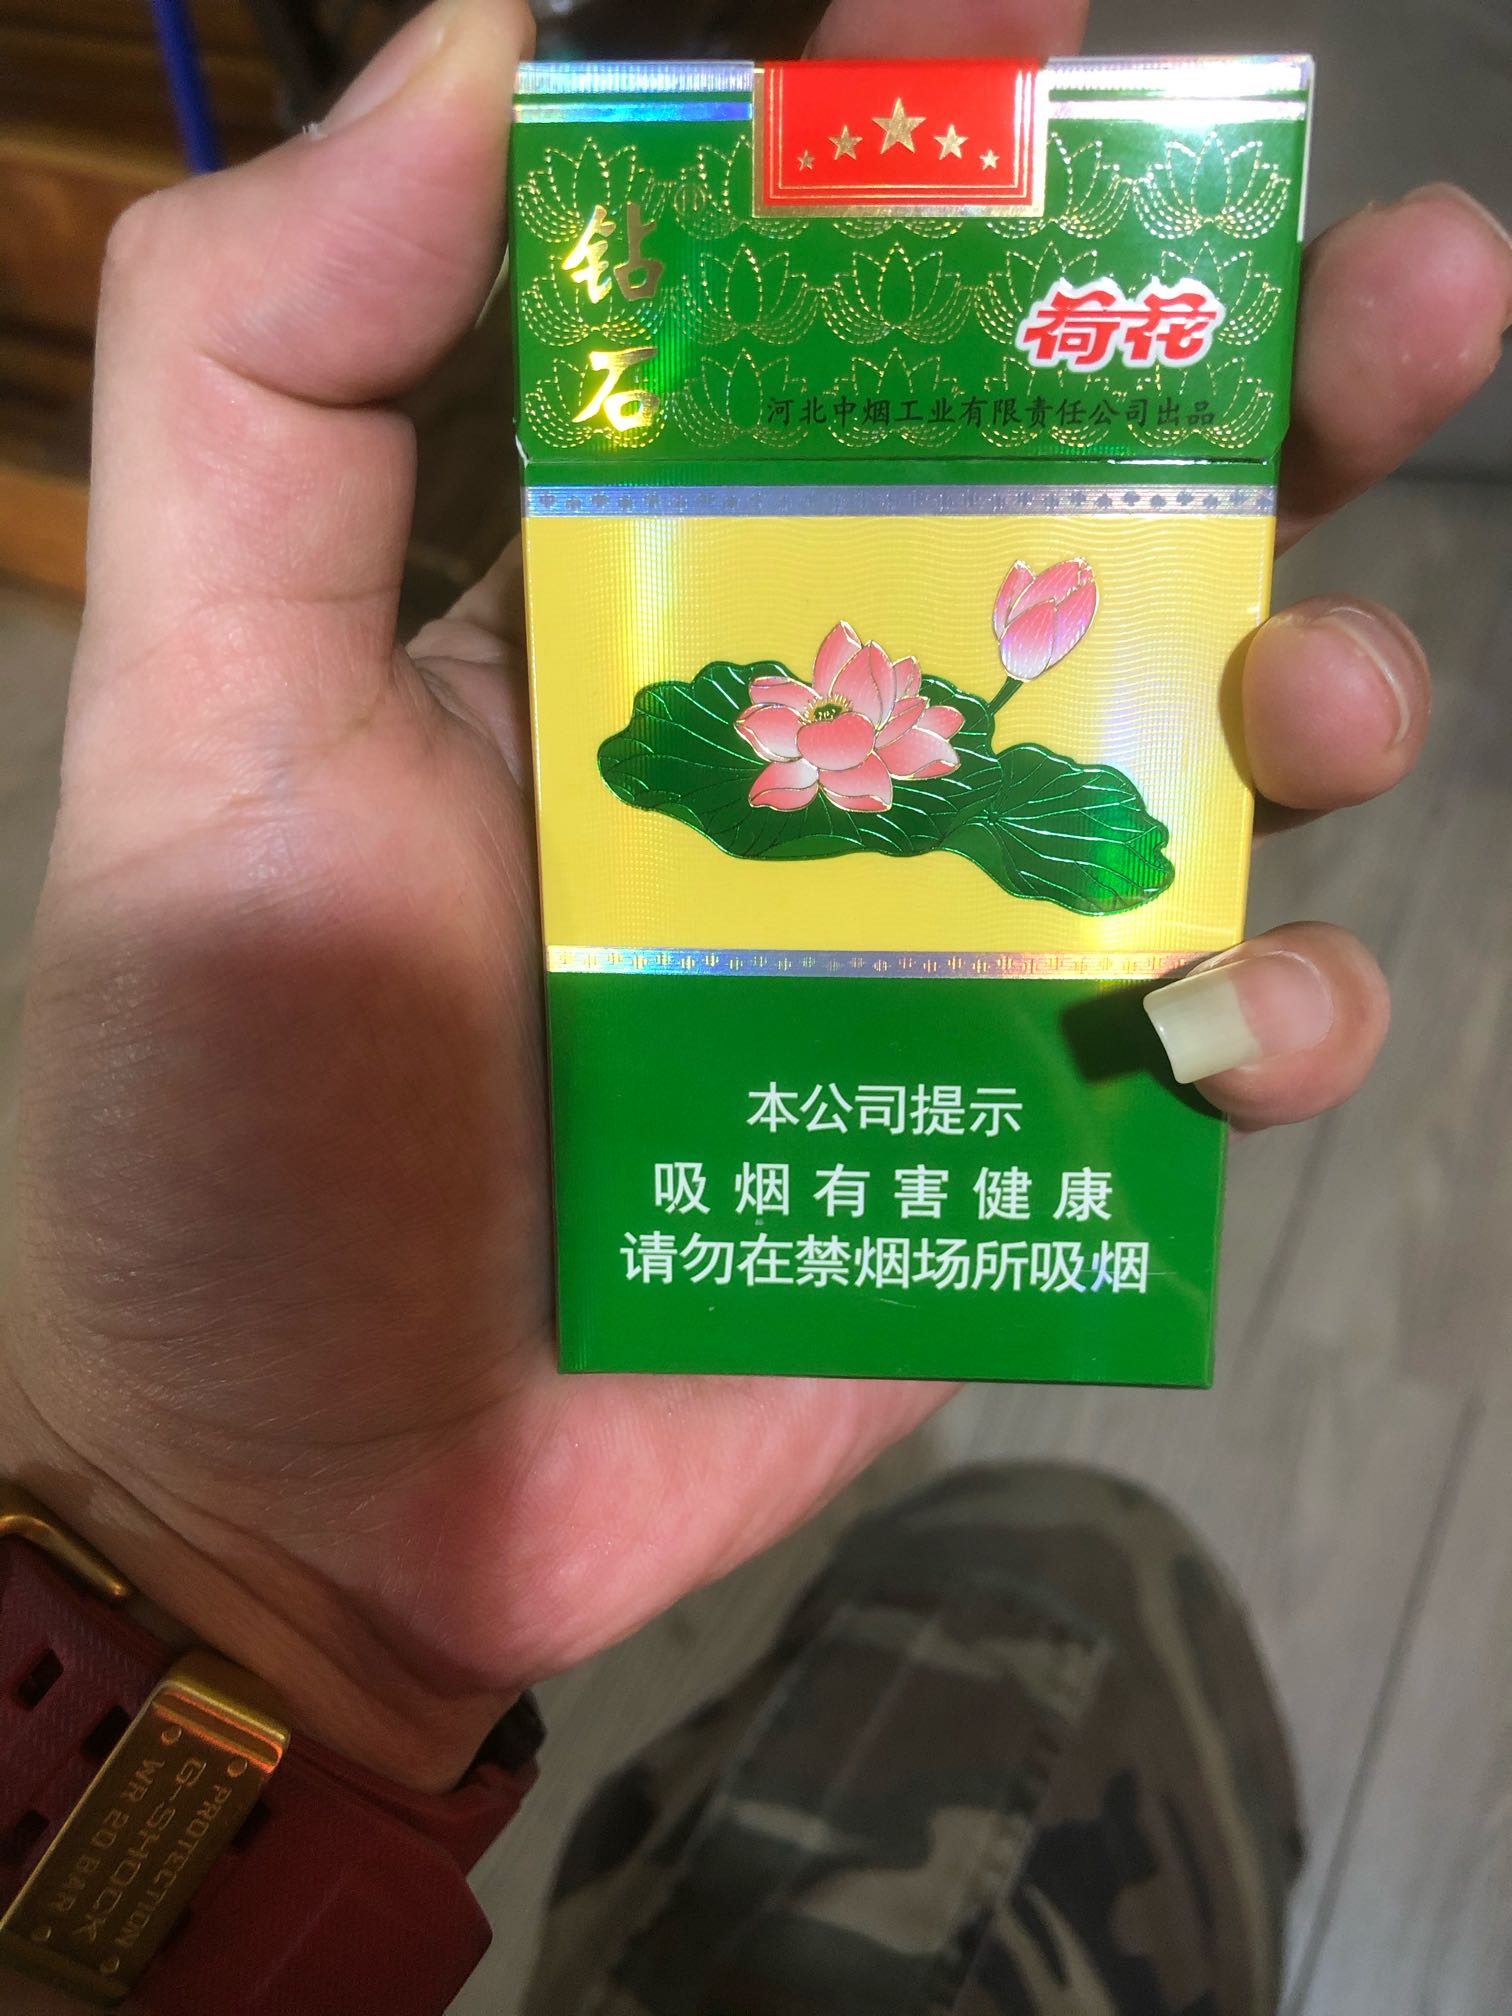 钻石
荷花
河北中烟工业有限责任公司出品
本公司提示
吸烟有害健康
请勿在禁烟场所吸烟
PROTECTION
G-SHOCK
WR 20 BAR